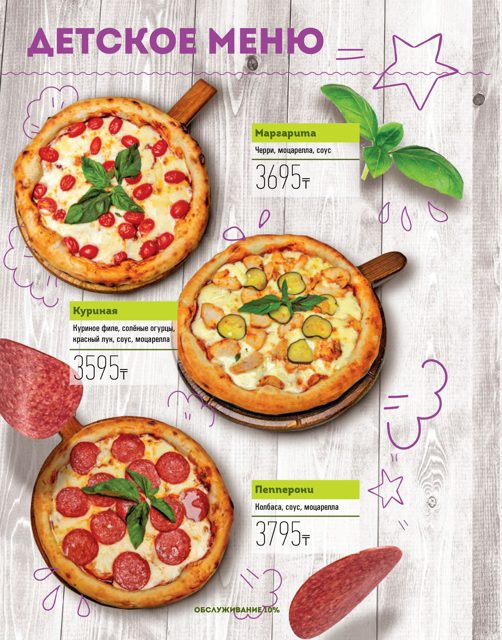 ДЕТСКОЕ МЕНЮ
Маргарита
Черри, моцарелла, соус
3695₸
Куриная
Куриное филе, солёные огурцы,
красный лук, соус, моцарелла
3595₸
Пепперони
Колбаса, соус, моцарелла
3795₸
ОБСЛУЖИВАНИЕ 10%